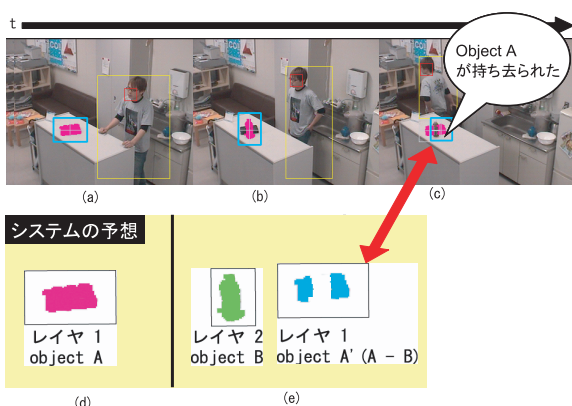 t
Object A
が持ち去られた
(a)
(b)
(c)
システムの予想
レイヤ 1
object A
レイヤ 2
object B
レイヤ 1
object A'(A - B)
(d)
(e)